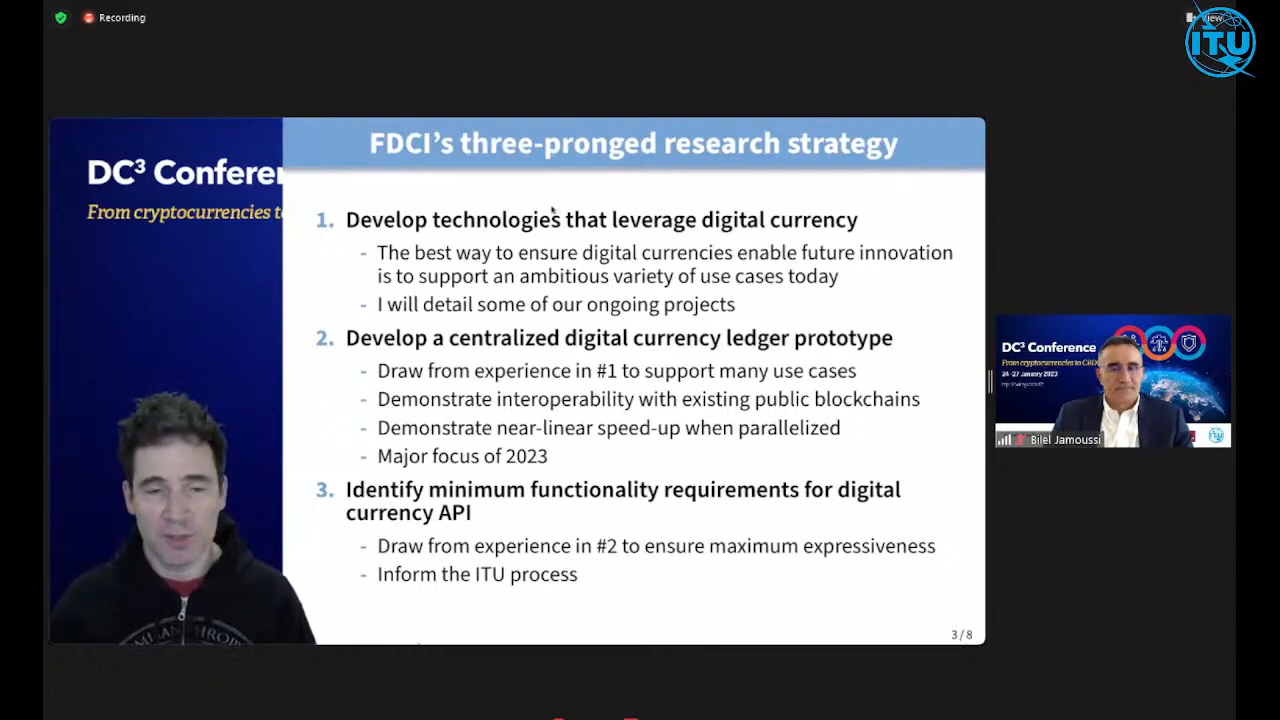 Recording
View
ITU
DC³ Conferen
From cryptocurrencies to
FDCI's three-pronged research strategy
1. Develop technologies that leverage digital currency
- The best way to ensure digital currencies enable future innovation
is to support an ambitious variety of use cases today
- I will detail some of our ongoing projects
2. Develop a centralized digital currency ledger prototype
- Draw from experience in #1 to support many use cases
- Demonstrate interoperability with existing public blockchains
- Demonstrate near-linear speed-up when parallelized
- Major focus of 2023
3. Identify minimum functionality requirements for digital
currency API
- Draw from experience in #2 to ensure maximum expressiveness
- Inform the ITU process
3 / 8
DC³ Conference
From cryptocurrencies to CBDC
24-27 January 2023
Bilel Jamoussi